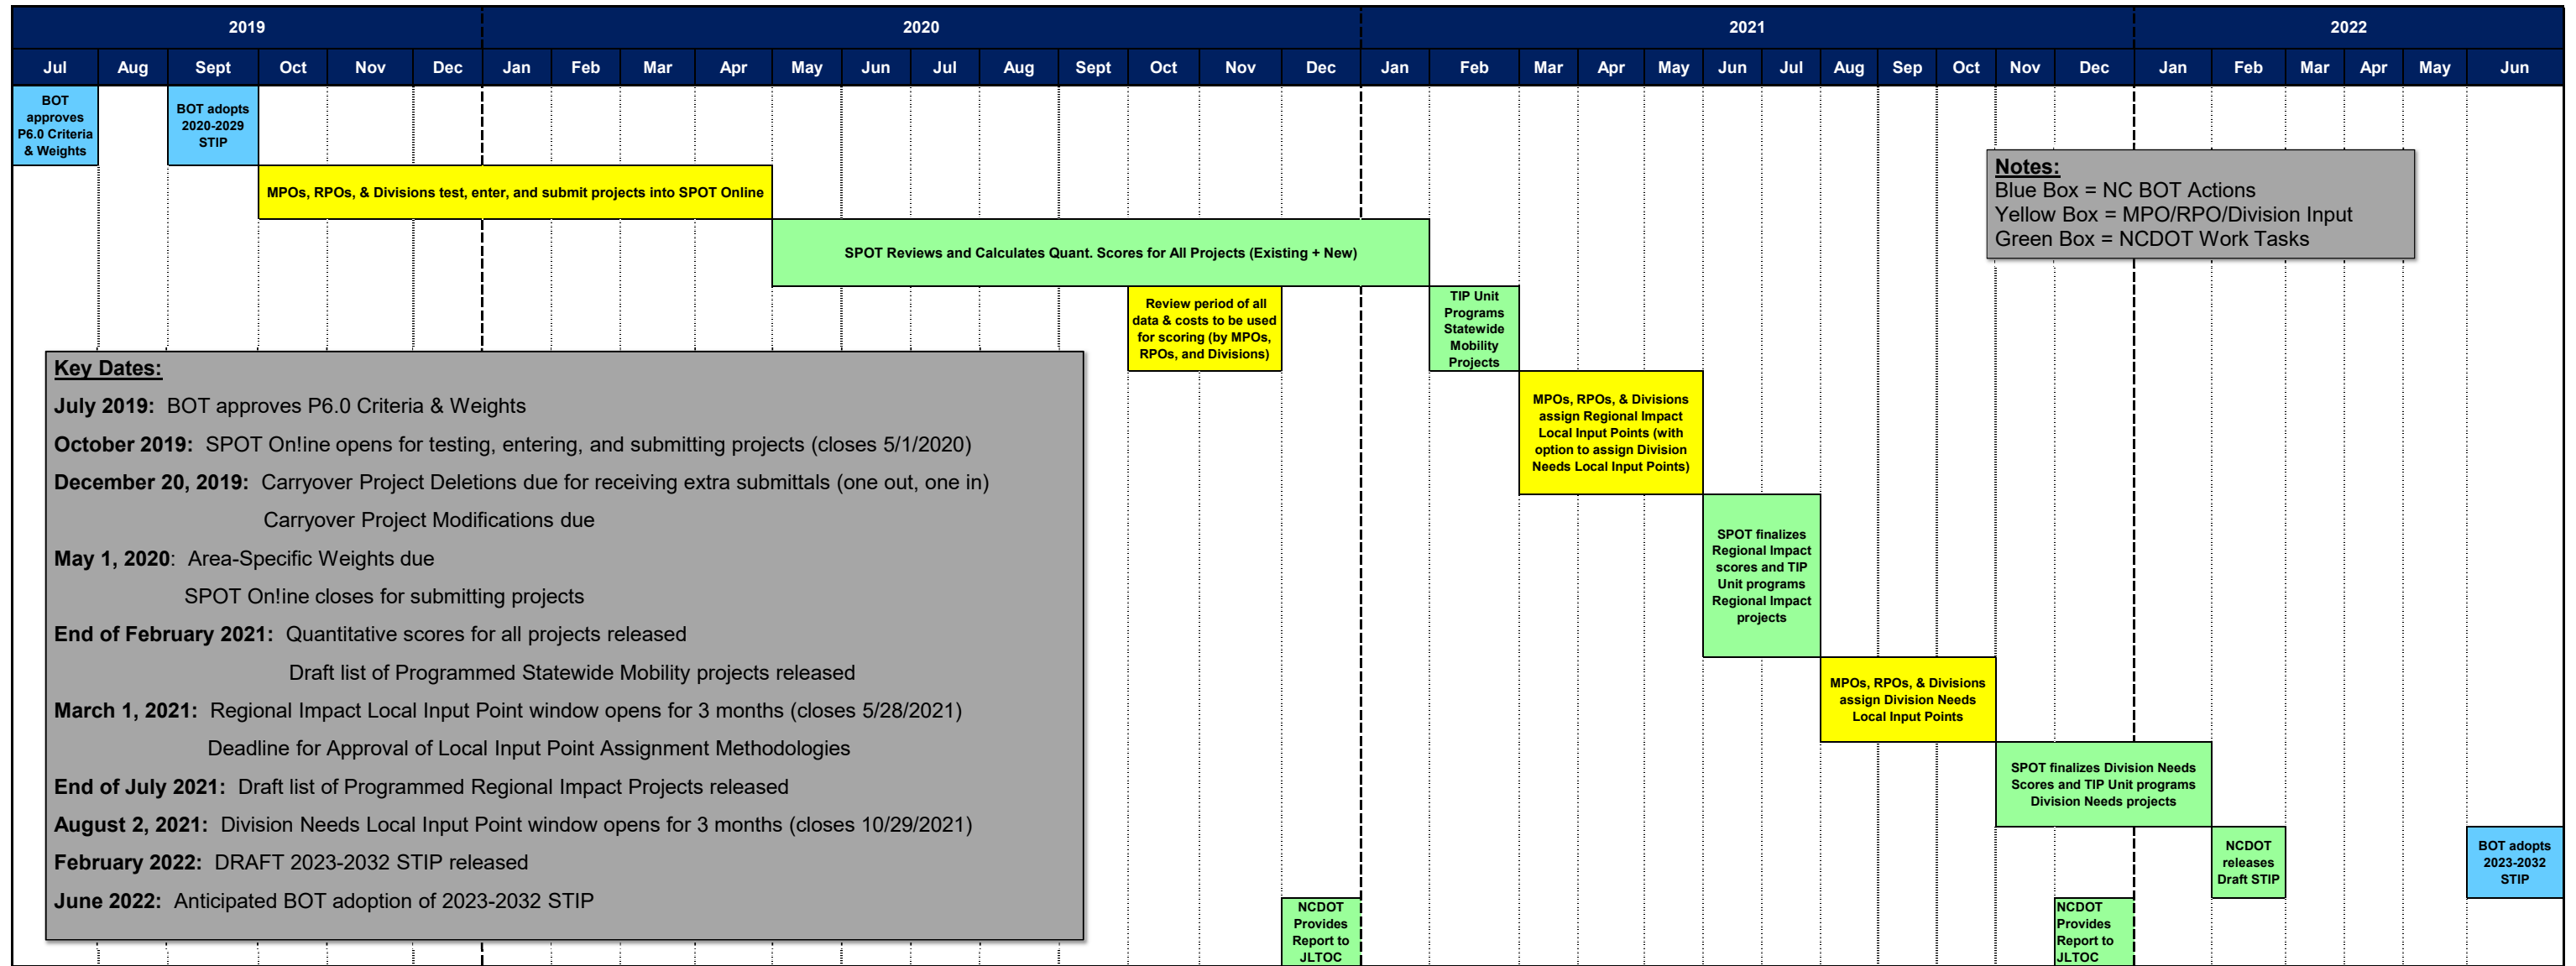 2019 2020 2021 2022
Jul Aug Sept Oct Nov Dec Jan Feb Mar Apr May Jun Jul Aug Sept Oct Nov Dec Jan Feb Mar Apr May Jun Jul Aug Sep Oct Nov Dec Jan Feb Mar Apr May Jun
BOT
approves
P6.0 Criteria
& Weights
BOT adopts
2020-2029
STIP
MPOs, RPOs, & Divisions test, enter, and submit projects into SPOT Online
Notes:
Blue Box = NC BOT Actions
Yellow Box = MPO/RPO/Division Input
Green Box = NCDOT Work Tasks
SPOT Reviews and Calculates Quant. Scores for All Projects (Existing + New)
Review period of all
data & costs to be used
for scoring (by MPOs,
RPOs, and Divisions)
TIP Unit
Programs
Statewide
Mobility
Projects
Key Dates:
July 2019: BOT approves P6.0 Criteria & Weights
October 2019: SPOT On!ine opens for testing, entering, and submitting projects (closes 5/1/2020)
December 20, 2019: Carryover Project Deletions due for receiving extra submittals (one out, one in)
Carryover Project Modifications due
May 1, 2020: Area-Specific Weights due
SPOT On!ine closes for submitting projects
End of February 2021: Quantitative scores for all projects released
Draft list of Programmed Statewide Mobility projects released
March 1, 2021: Regional Impact Local Input Point window opens for 3 months (closes 5/28/2021)
Deadline for Approval of Local Input Point Assignment Methodologies
End of July 2021: Draft list of Programmed Regional Impact Projects released
August 2, 2021: Division Needs Local Input Point window opens for 3 months (closes 10/29/2021)
February 2022: DRAFT 2023-2032 STIP released
June 2022: Anticipated BOT adoption of 2023-2032 STIP
MPOs, RPOs, & Divisions
assign Regional Impact
Local Input Points (with
option to assign Division
Needs Local Input Points)
SPOT finalizes
Regional Impact
scores and TIP
Unit programs
Regional Impact
projects
MPOs, RPOs, & Divisions
assign Division Needs
Local Input Points
SPOT finalizes Division Needs
Scores and TIP Unit programs
Division Needs projects
NCDOT
releases
Draft STIP
BOT adopts
2023-2032
STIP
NCDOT
Provides
Report to
JLTOC
NCDOT
Provides
Report to
JLTOC